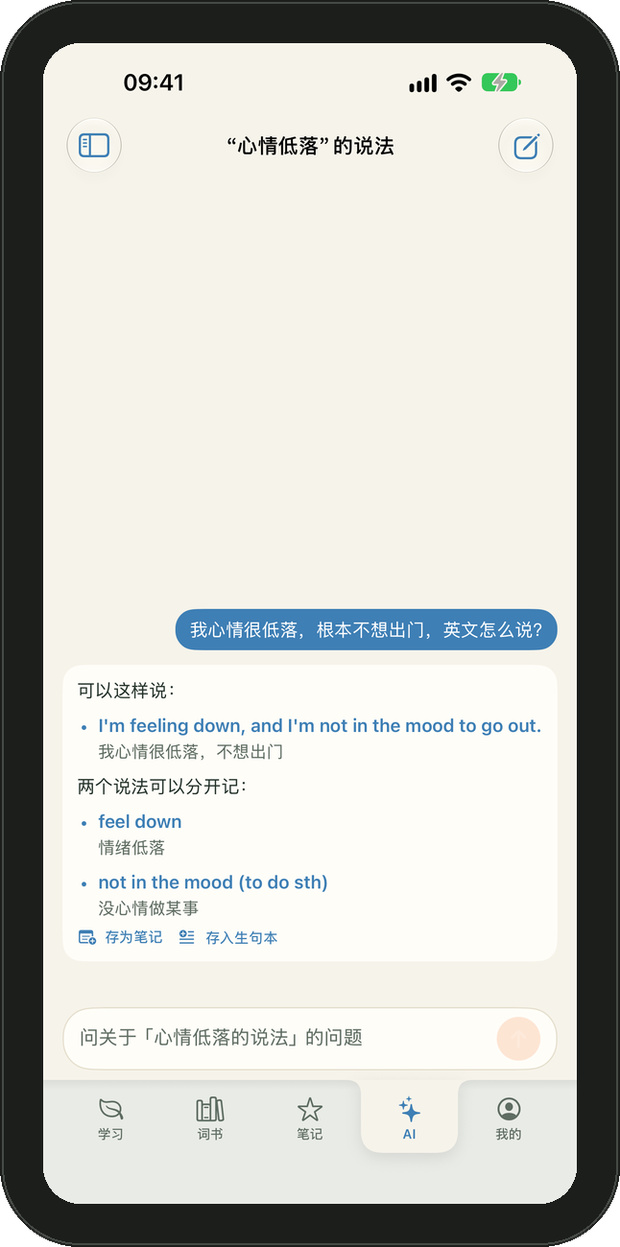 09:41
“心情低落”的说法
我心情很低落，根本不想出门，英文怎么说？
可以这样说：
• I'm feeling down, and I'm not in the mood to go out.
我心情很低落，不想出门
两个说法可以分开记：
• feel down
情绪低落
• not in the mood (to do sth)
没心情做某事
存为笔记 存入生句本
问关于「心情低落的说法」的问题
学习 词书 笔记 AI 我的